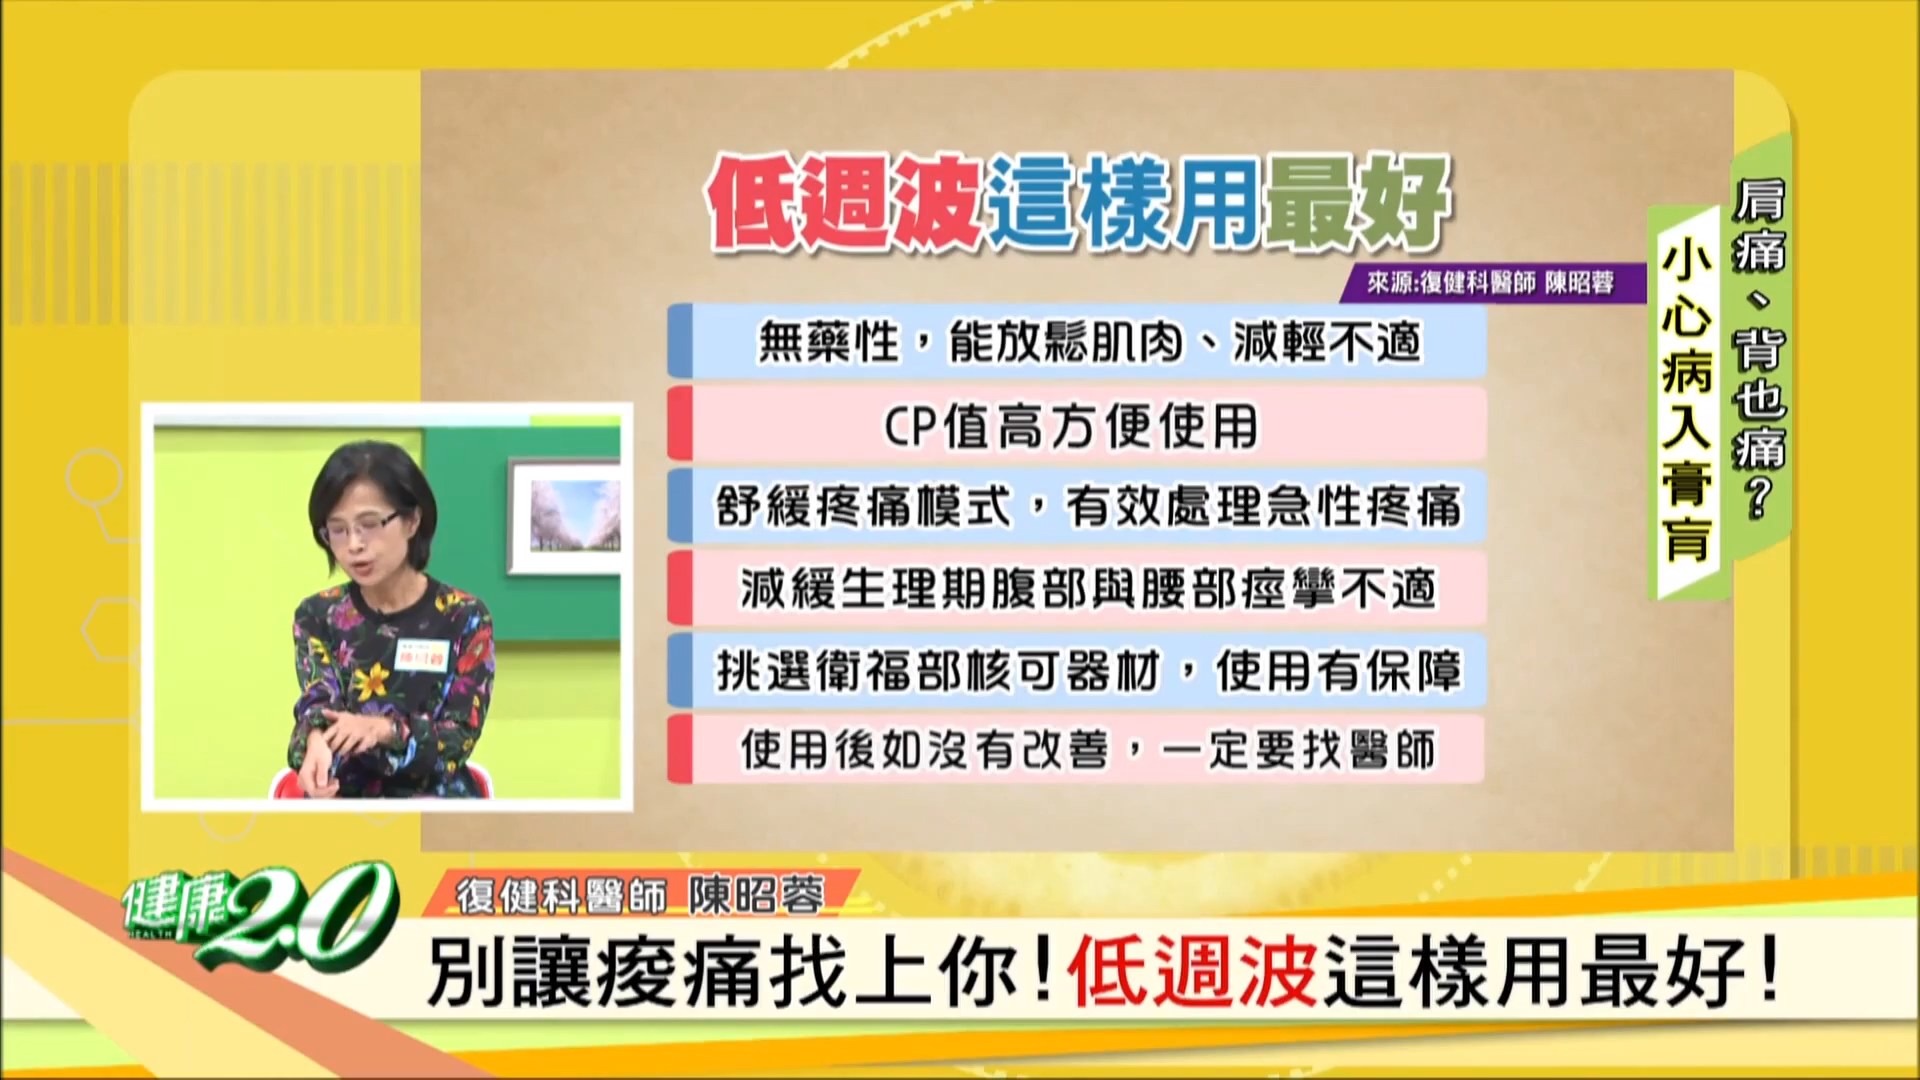 低週波這樣用最好
來源:復健科醫師 陳昭蓉
無藥性，能放鬆肌肉、減輕不適
CP值高方便使用
舒緩疼痛模式，有效處理急性疼痛
減緩生理期腹部與腰部痙攣不適
挑選衛福部核可器材，使用有保障
使用後如沒有改善，一定要找醫師
肩痛、背也痛？
小心病入膏肓
健康2.0
HEALTH
復健科醫師 陳昭蓉
別讓痠痛找上你！低週波這樣用最好！